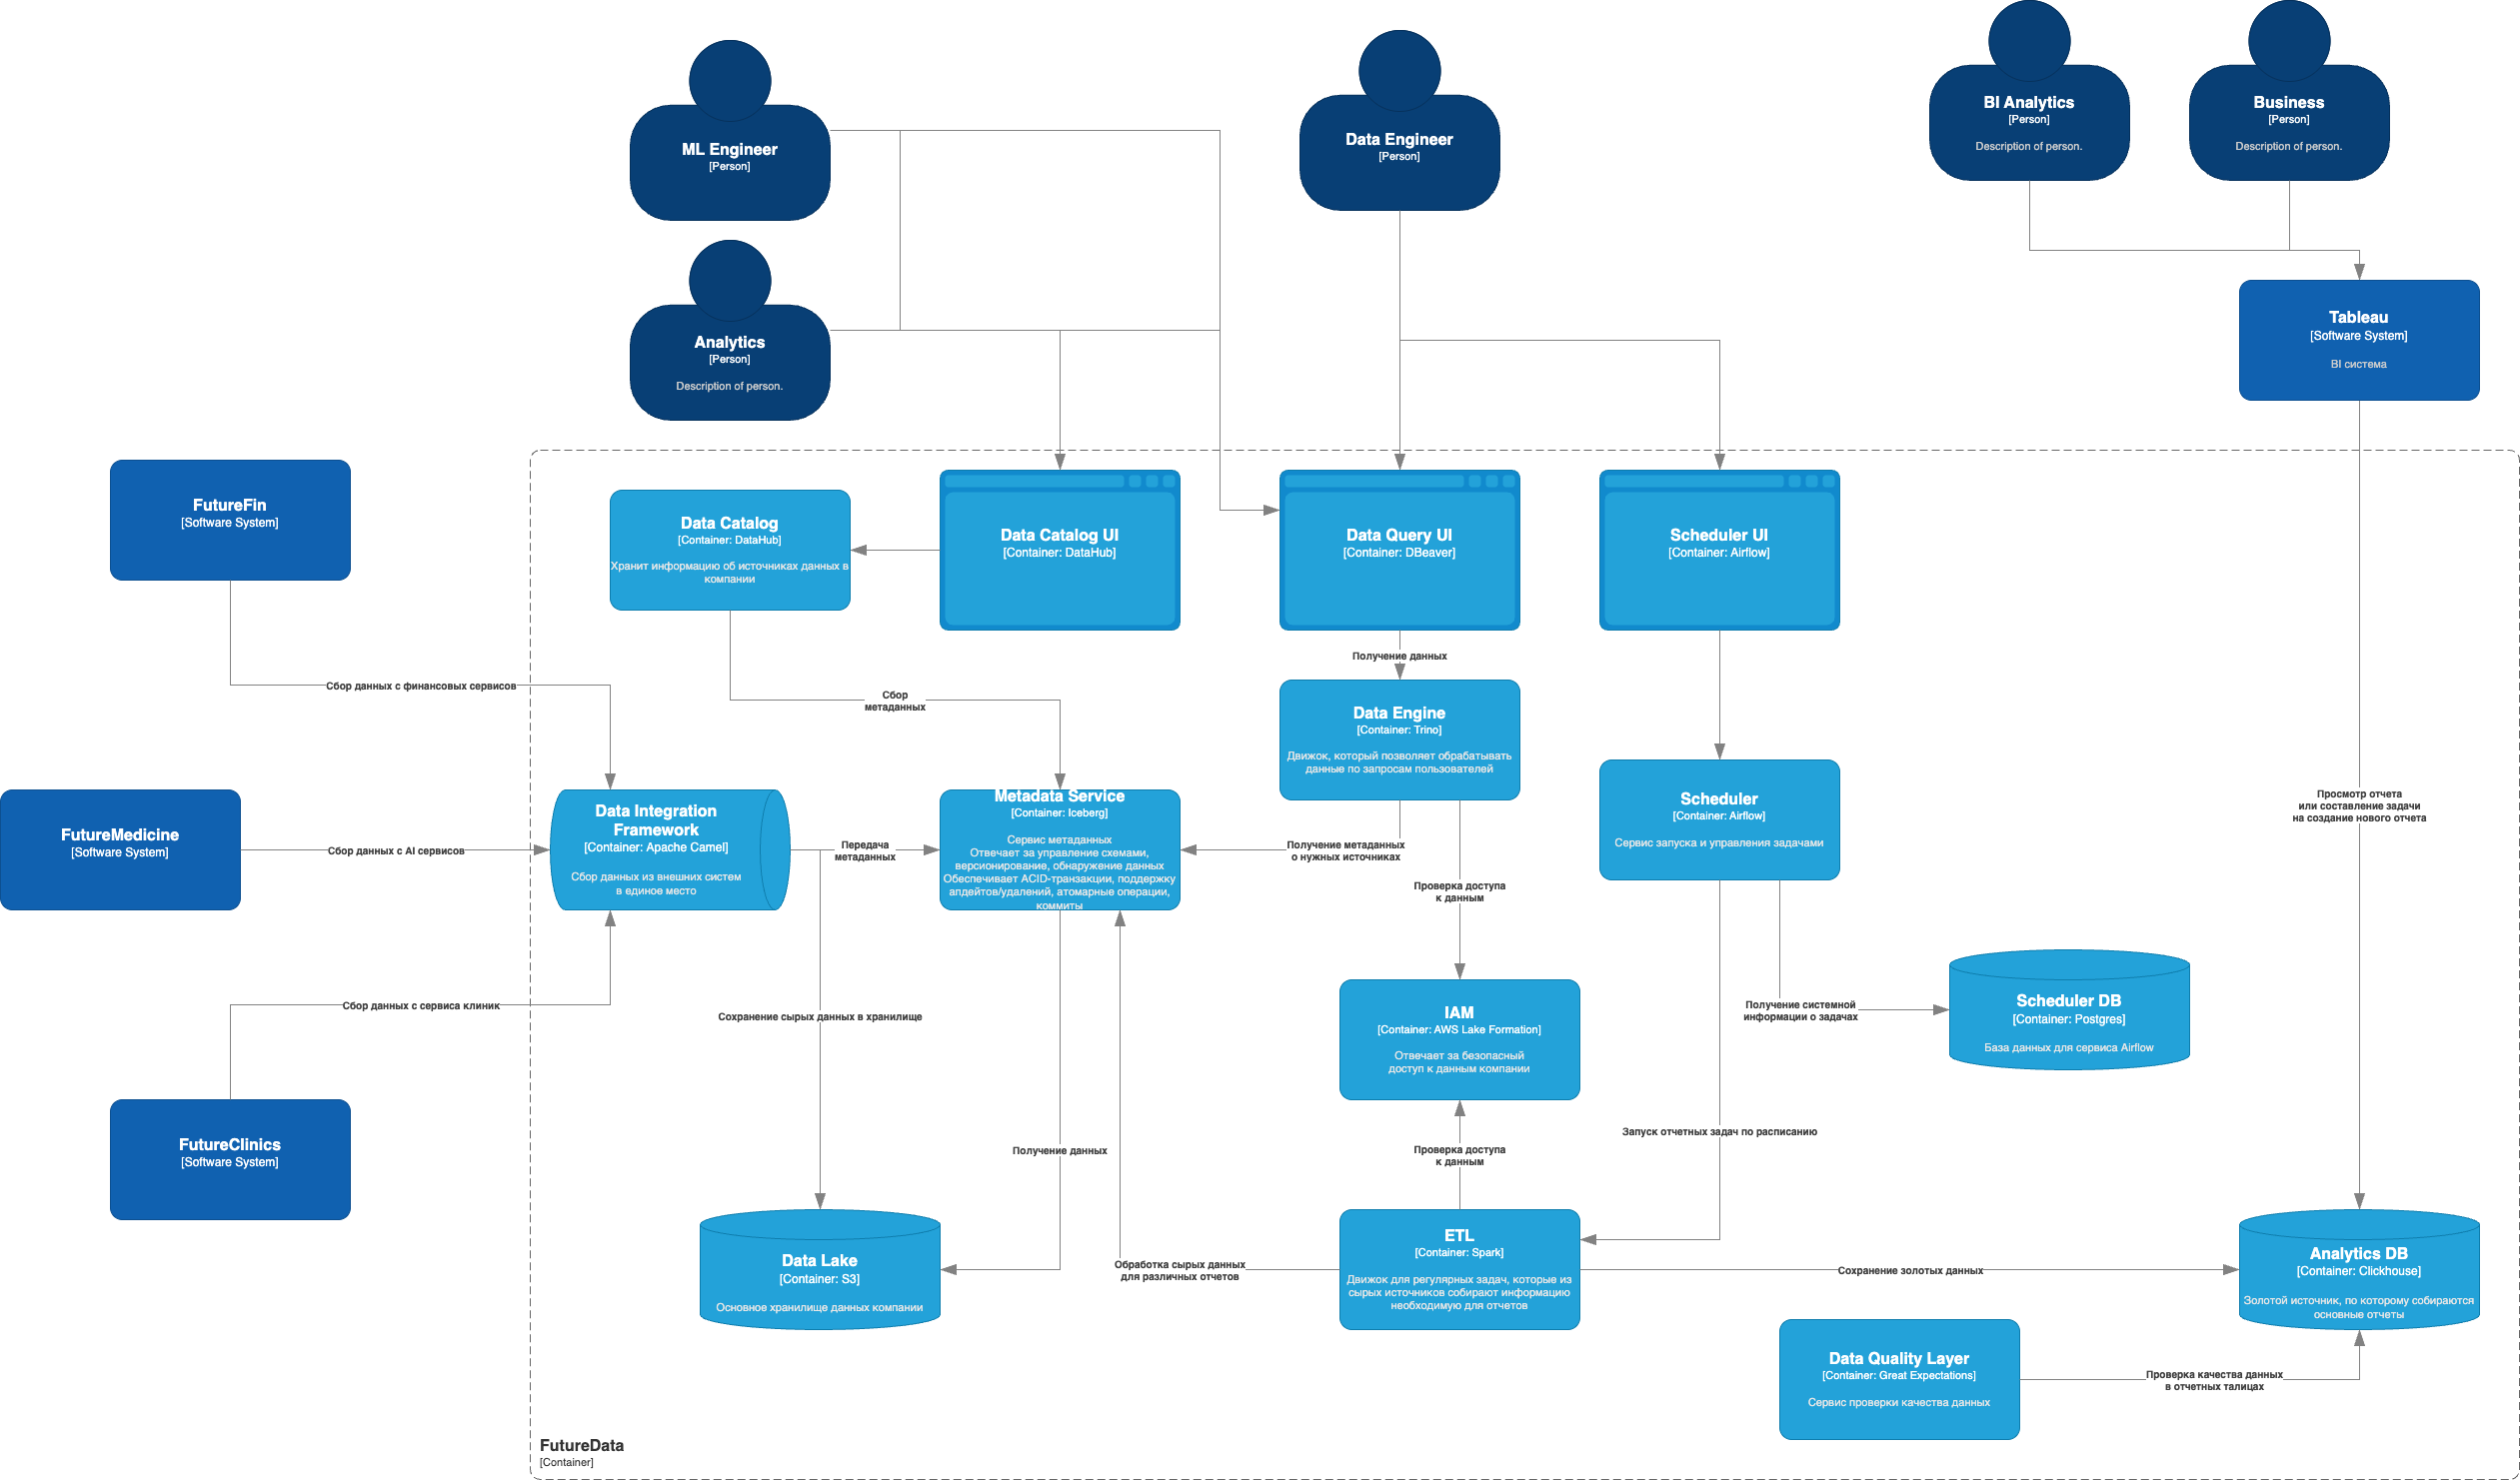 ML Engineer
[Person]
Data Engineer
[Person]
BI Analytics
[Person]
Description of person.
Business
[Person]
Description of person.
Analytics
[Person]
Description of person.
Tableau
[Software System]
BI система
FutureFin
[Software System]
Data Catalog
[Container: DataHub]
Хранит информацию об источниках данных в
компании
Data Catalog UI
[Container: DataHub]
Data Query UI
[Container: DBeaver]
Scheduler UI
[Container: Airflow]
Получение данных
Сбор данных с финансовых сервисов
Сбор
метаданных
Data Engine
[Container: Trino]
Движок, который позволяет обрабатывать
данные по запросам пользователей
FutureMedicine
[Software System]
Сбор данных с AI сервисов
Data Integration
Framework
[Container: Apache Camel]
Сбор данных из внешних систем
в единое место
Передача
метаданных
Metadata Service
[Container: Iceberg]
Сервис метаданных
Отвечает за управление схемами,
версионирование, обнаружение данных
Обеспечивает ACID-транзакции, поддержку
апдейтов/удалений, атомарные операции,
коммиты
Получение метаданных
о нужных источниках
Scheduler
[Container: Airflow]
Сервис запуска и управления задачами
Просмотр отчета
или составление задачи
на создание нового отчета
Проверка доступа
к данным
Сбор данных с сервиса клиник
Сохранение сырых данных в хранилище
IAM
[Container: AWS Lake Formation]
Отвечает за безопасный
доступ к данным компании
Получение системной
информации о задачах
Scheduler DB
[Container: Postgres]
База данных для сервиса Airflow
FutureClinics
[Software System]
Получение данных
Проверка доступа
к данным
Запуск отчетных задач по расписанию
Data Lake
[Container: S3]
Основное хранилище данных компании
Обработка сырых данных
для различных отчетов
ETL
[Container: Spark]
Движок для регулярных задач, которые из
сырых источников собирают информацию
необходимую для отчетов
Сохранение золотых данных
Analytics DB
[Container: Clickhouse]
Золотой источник, по которому собираются
основные отчеты
Data Quality Layer
[Container: Great Expectations]
Сервис проверки качества данных
Проверка качества данных
в отчетных талицах
FutureData
[Container]